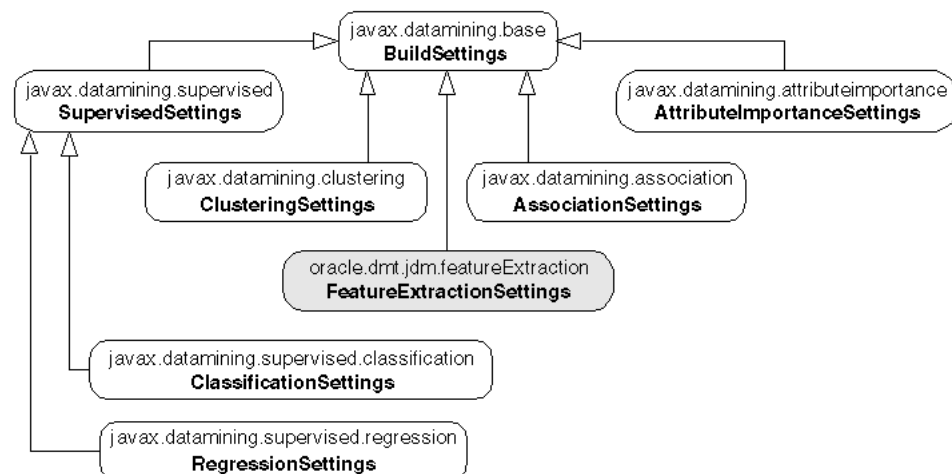 javax.datamining.base
BuildSettings
javax.datamining.supervised
SupervisedSettings
javax.datamining.attributeimportance
AttributeImportanceSettings
javax.datamining.clustering
ClusteringSettings
javax.datamining.association
AssociationSettings
oracle.dmt.jdm.featureExtraction
FeatureExtractionSettings
javax.datamining.supervised.classification
ClassificationSettings
javax.datamining.supervised.regression
RegressionSettings